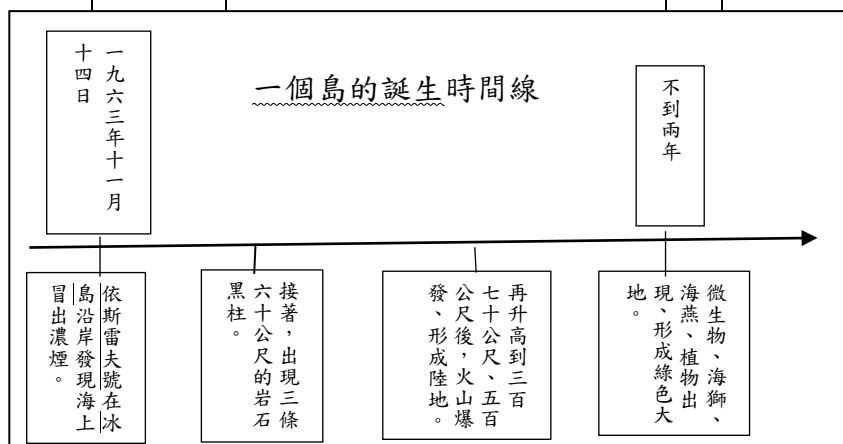 一個島的誕生時間線
一九六三年十一月
十四日
不到兩年
依斯雷夫號在冰
島沿岸發現海上
冒出濃煙。
接著，出現三條
六十公尺的岩石
黑柱。
再升高到三百
七十公尺、五百
公尺後，火山爆
發、形成陸地。
微生物、海獅、
海燕、植物出
現、形成綠色大
地。